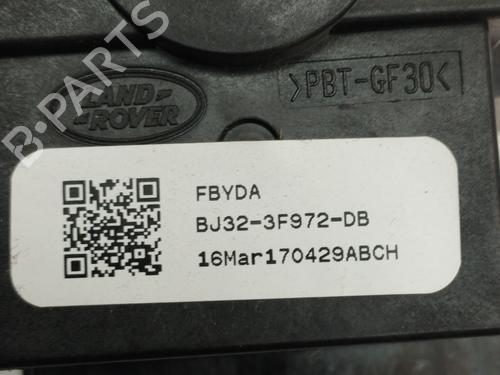 LAND
ROVER
>PBT-GF30<
B-PARTS
FBYDA
BJ32-3F972-DB
16Mar170429ABCH